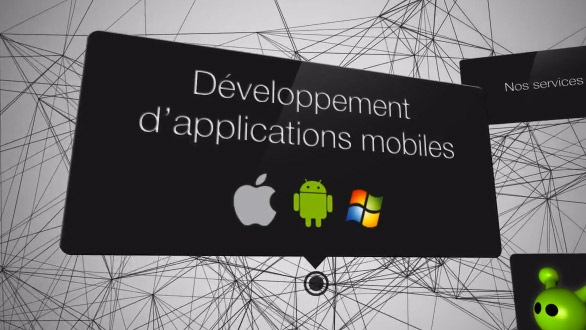 Développement
d'applications mobiles
Nos services